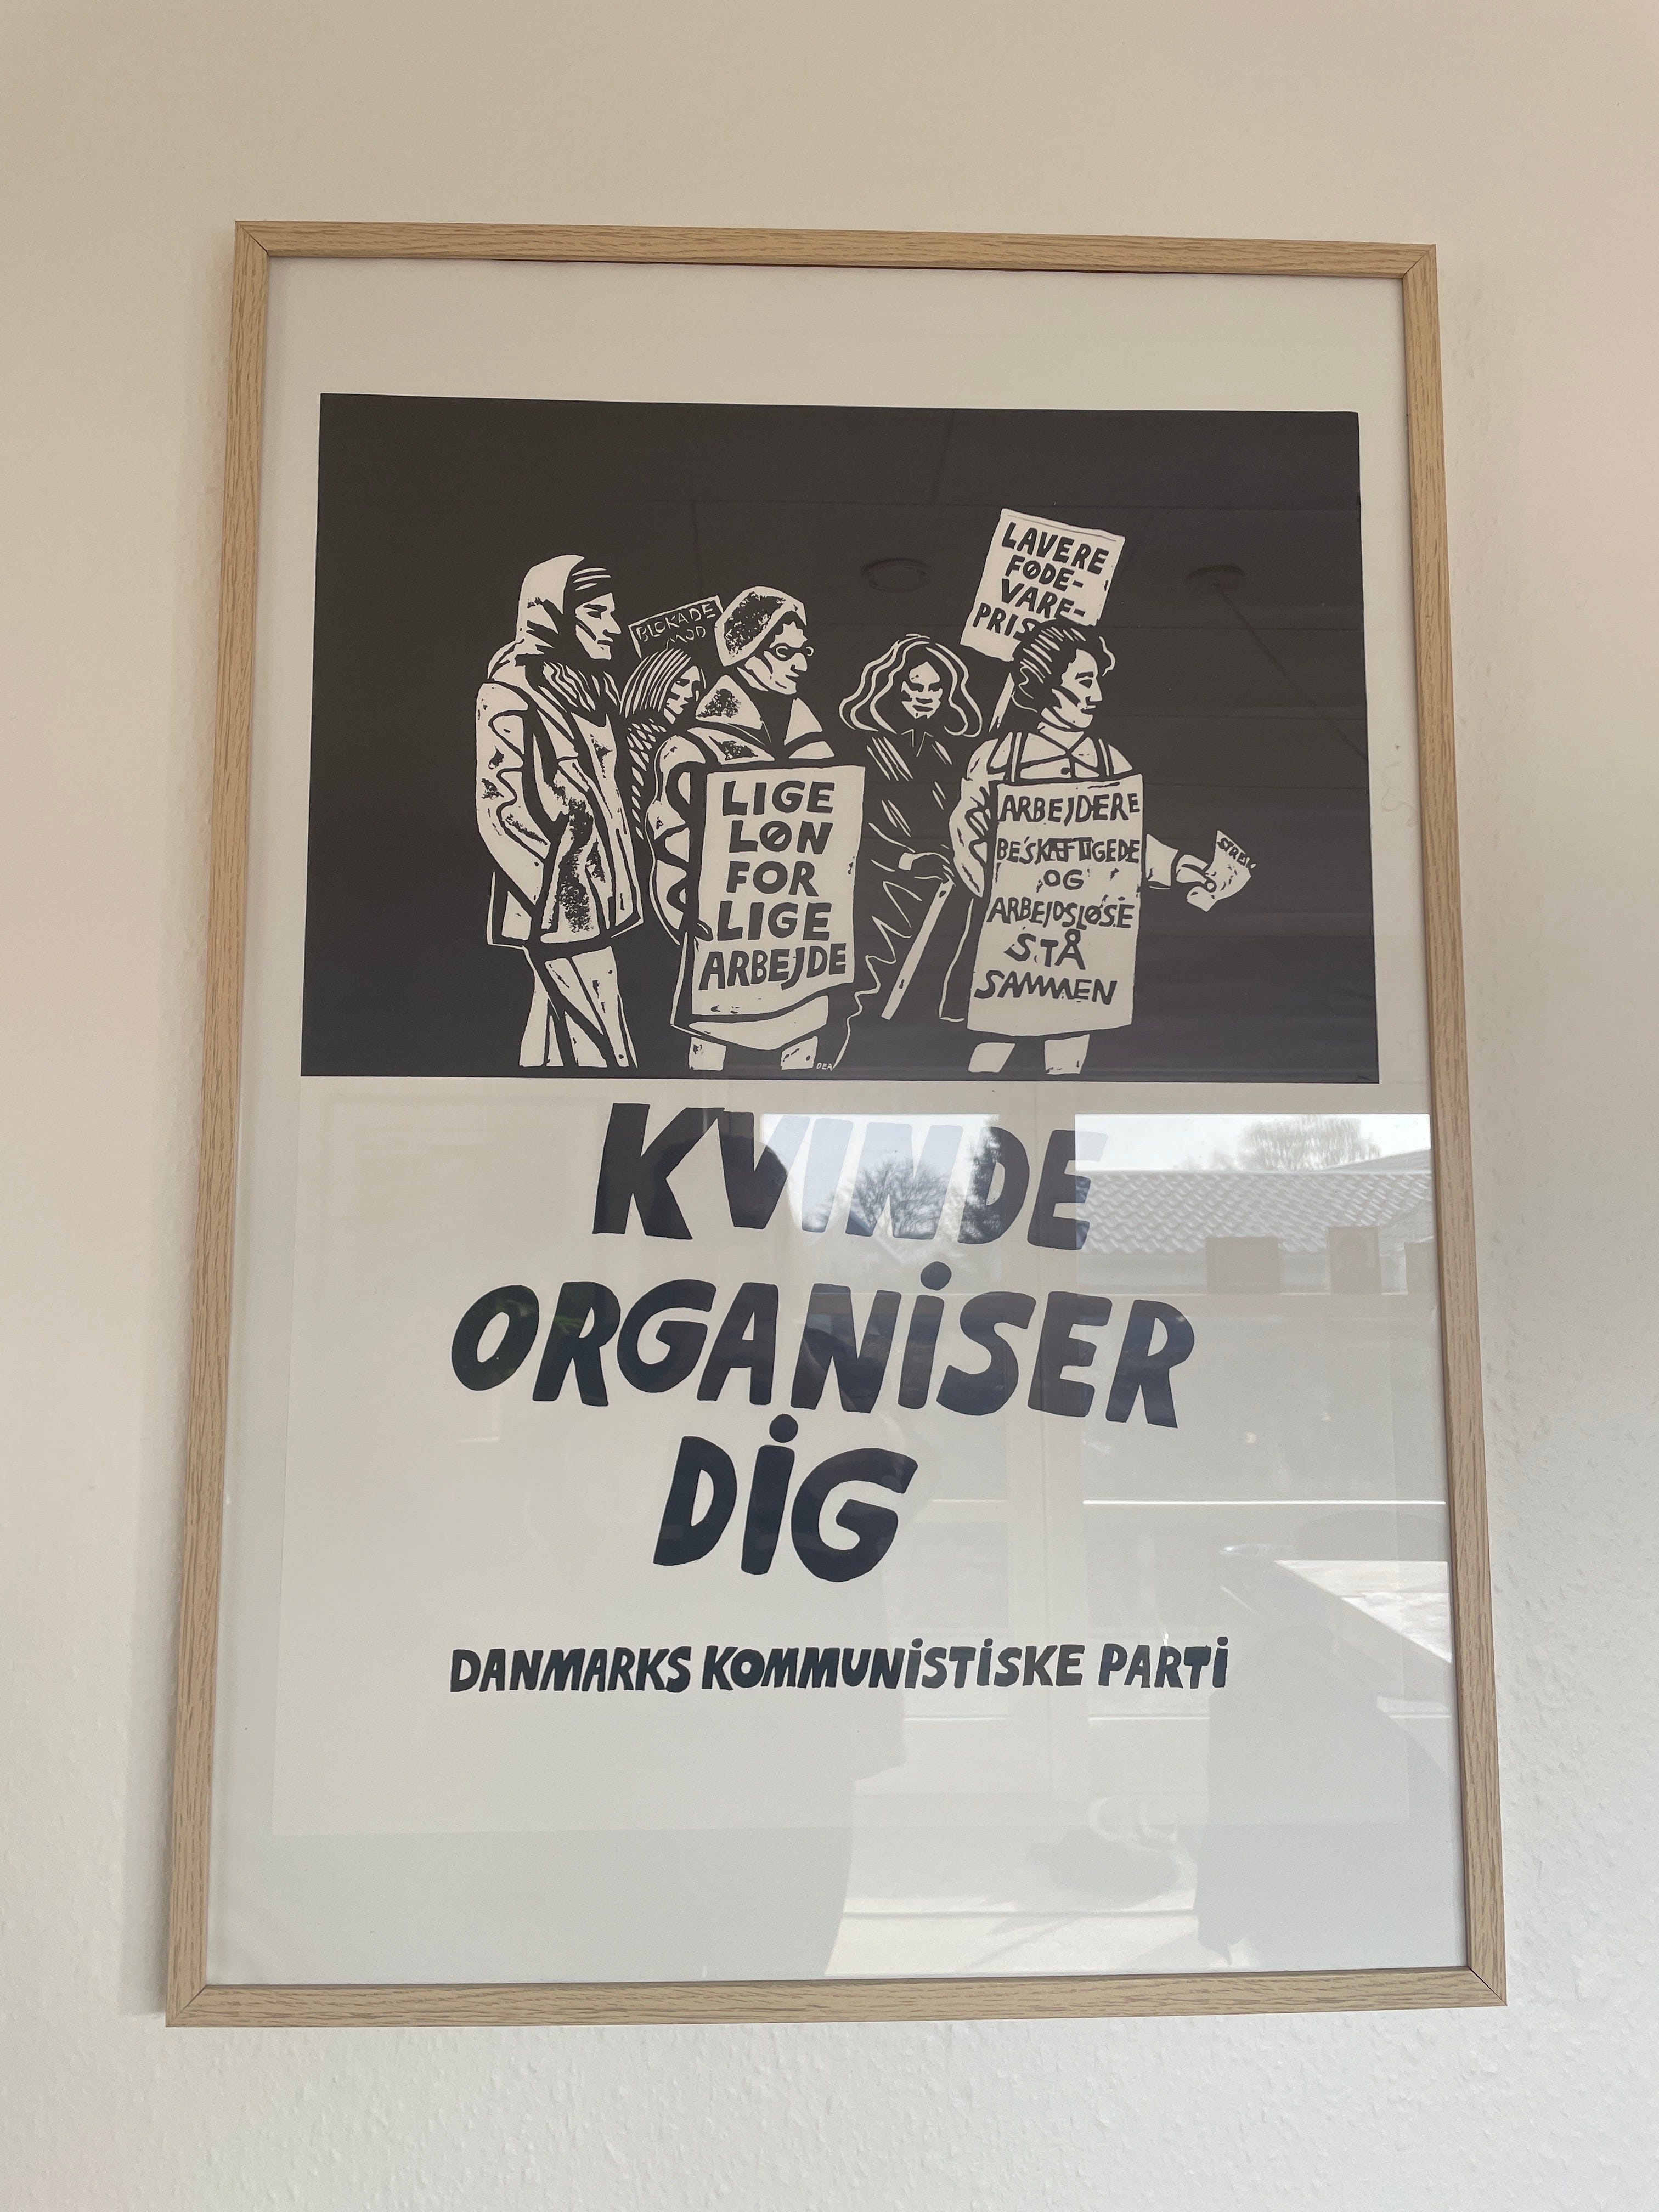 LAVERE
FØDE-
VARE-
PRIS
BLOKADE
MOD
LIGE
LØN
FOR
LIGE
ARBEJDE
ARBEJDERE
BESKÆFTIGEDE
OG
ARBEJDSLØSE
STÅ
SAMMEN
DEA
KVINDE
ORGANISER
DIG
DANMARKS KOMMUNISTISKE PARTI